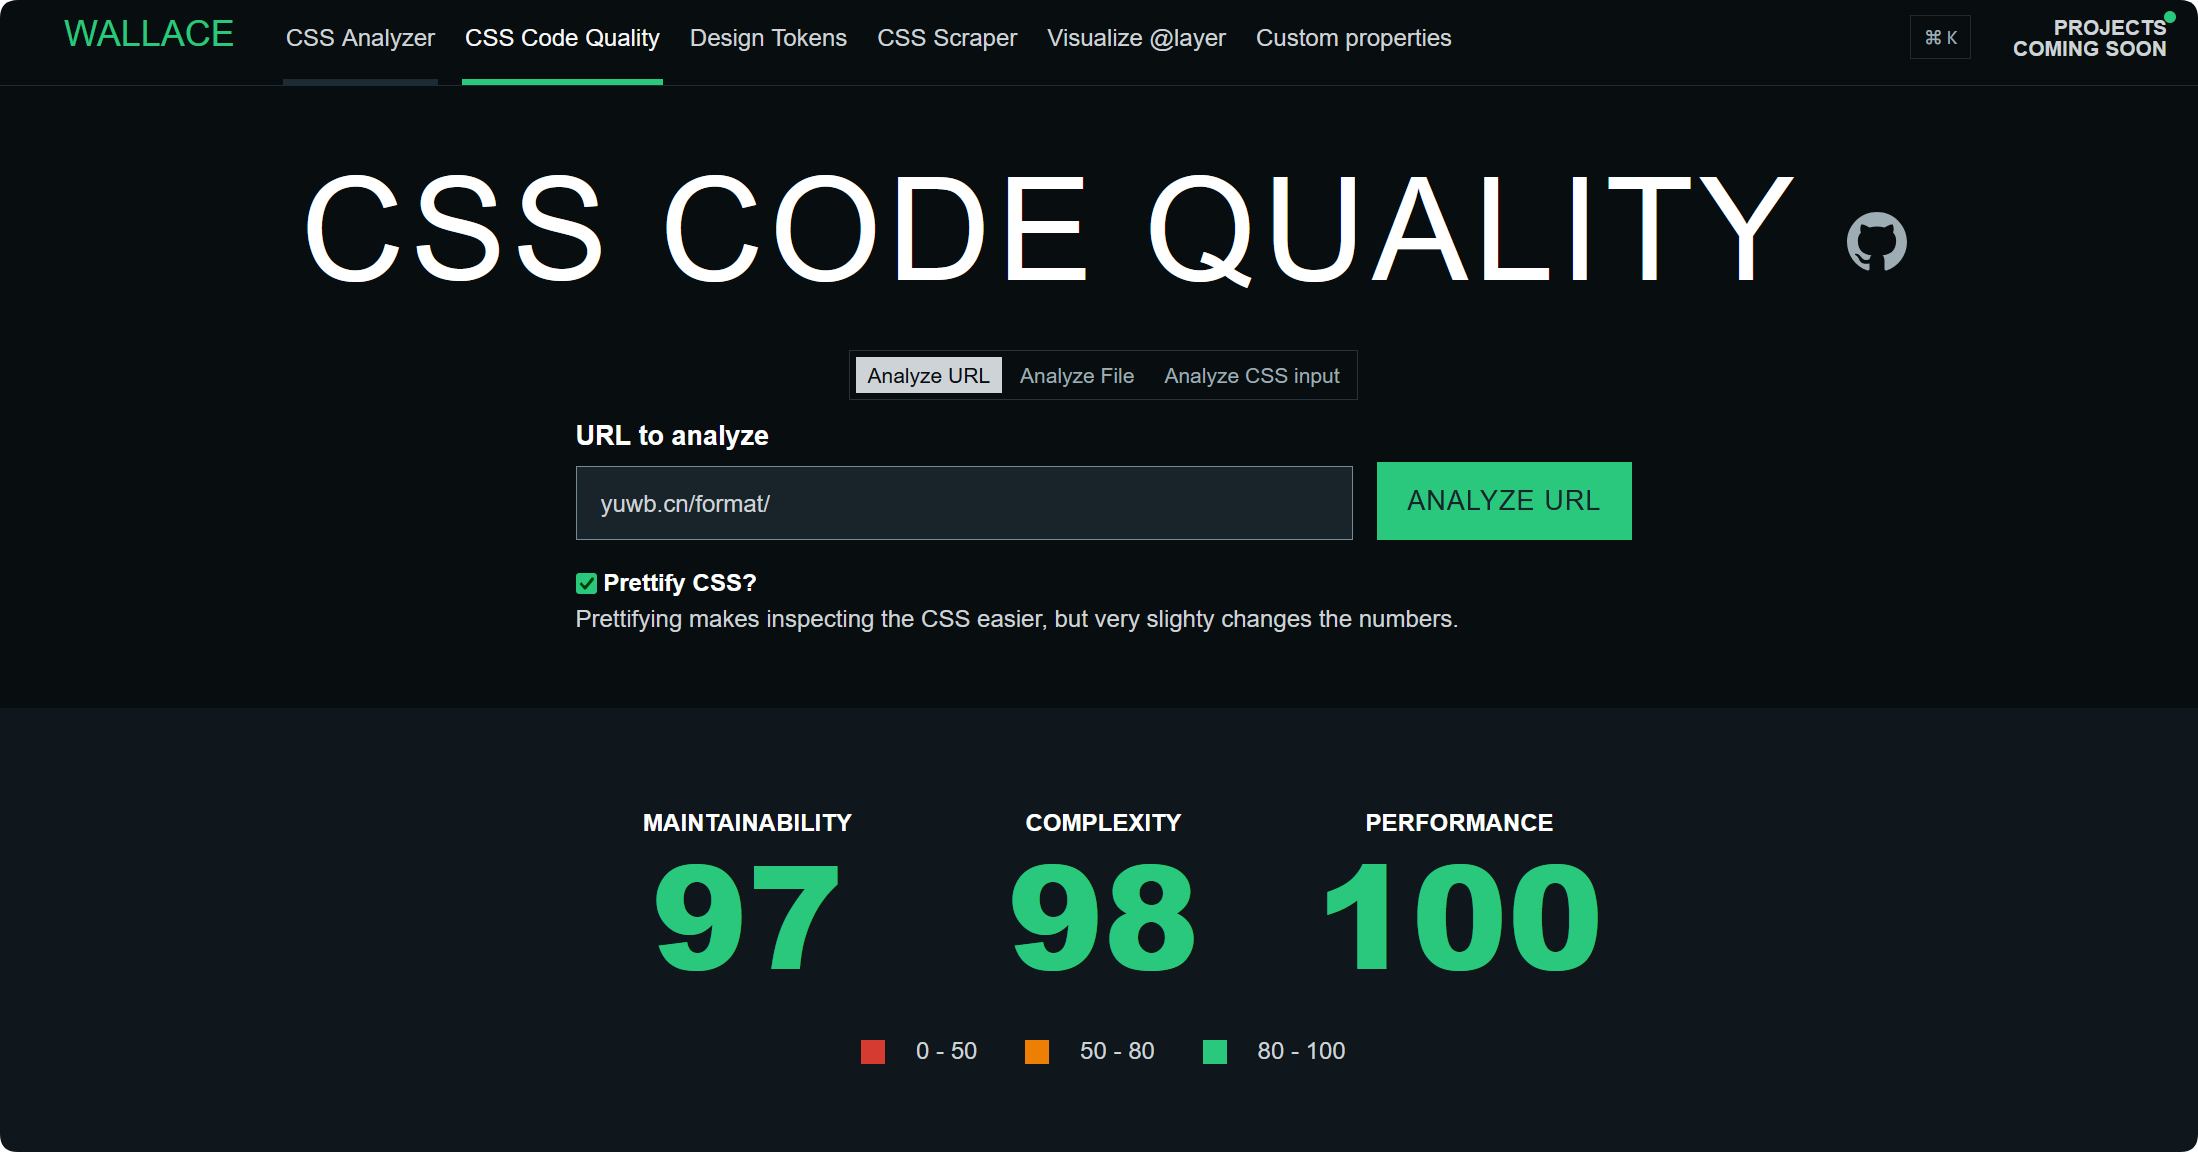 WALLACE
CSS Analyzer
CSS Code Quality
Design Tokens
CSS Scraper
Visualize @layer
Custom properties
⌘ K
PROJECTS
COMING SOON
CSS CODE QUALITY
Analyze URL
Analyze File
Analyze CSS input
URL to analyze
yuwb.cn/format/
ANALYZE URL
Prettify CSS?
Prettifying makes inspecting the CSS easier, but very slighty changes the numbers.
MAINTAINABILITY
97
COMPLEXITY
98
PERFORMANCE
100
0 - 50
50 - 80
80 - 100